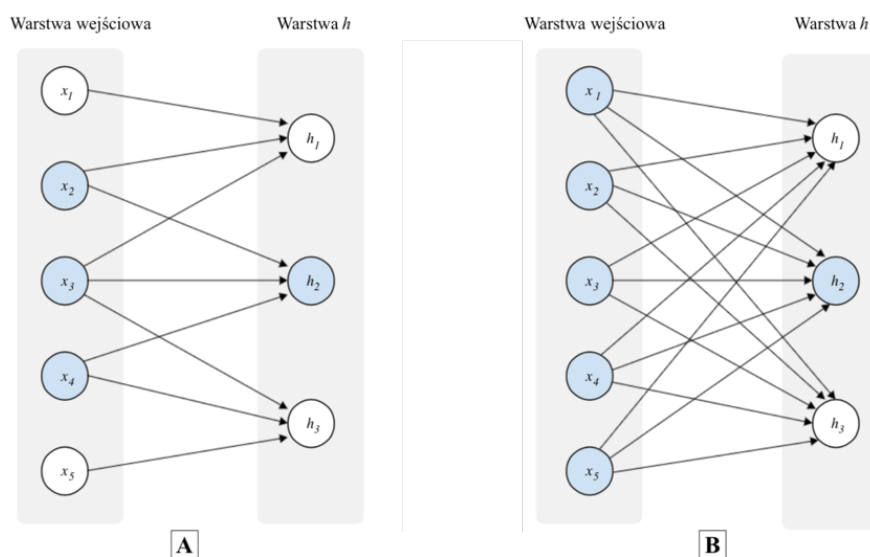 Warstwa wejściowa
Warstwa h
x1
x2
x3
x4
x5
h1
h2
h3
A
Warstwa wejściowa
Warstwa h
x1
x2
x3
x4
x5
h1
h2
h3
B